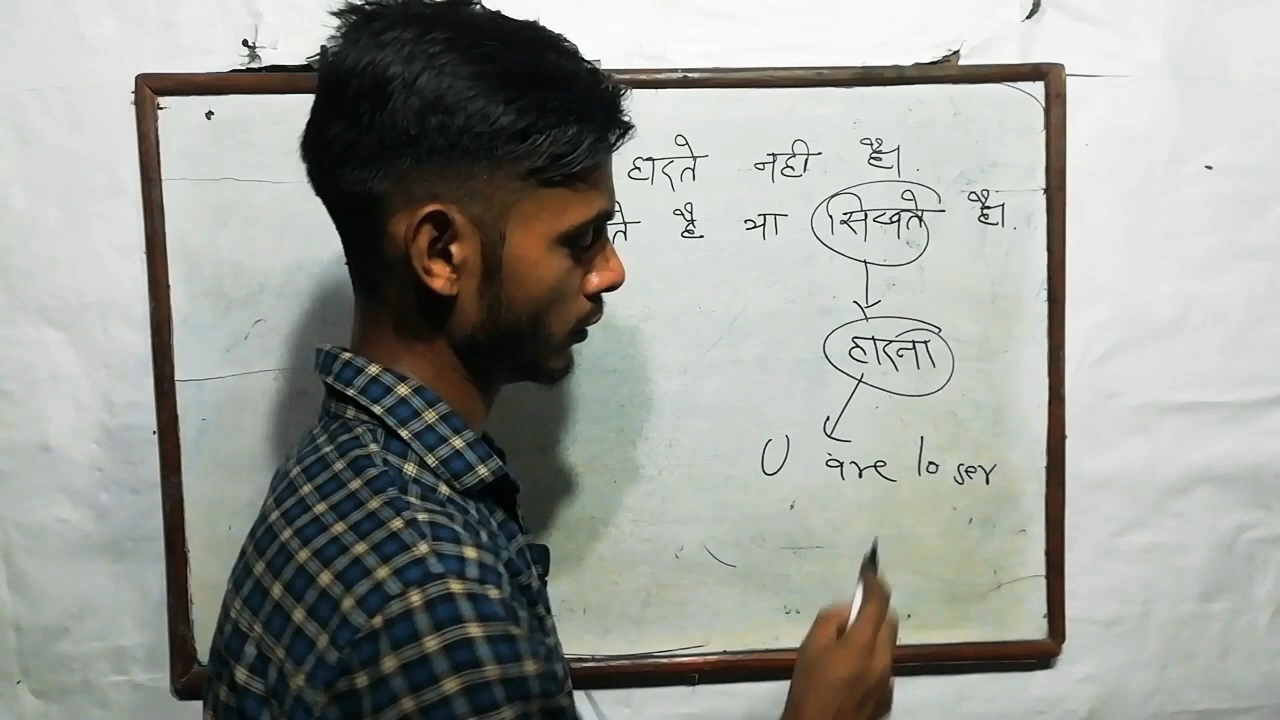 हारते नही है।.
ते है या सिखते है।.
हारना
U are loser